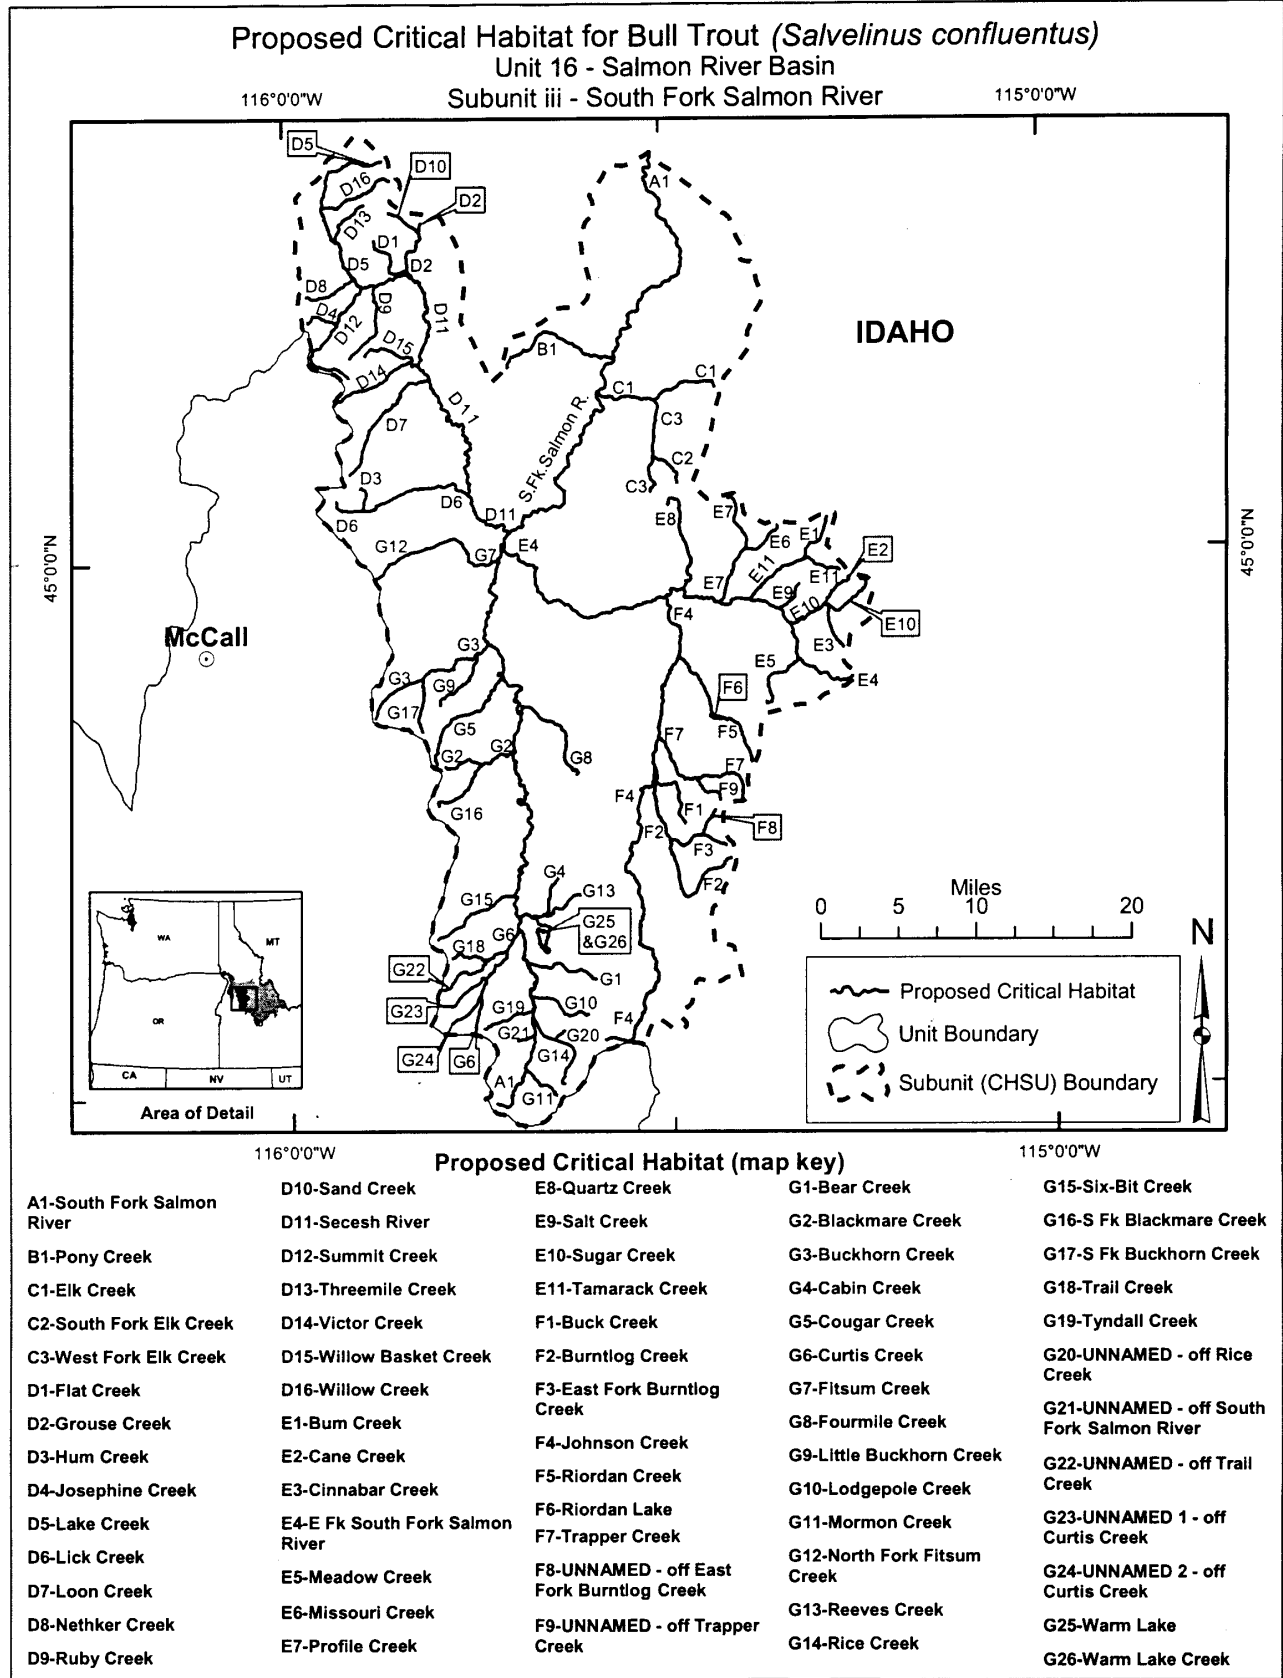 Proposed Critical Habitat for Bull Trout (Salvelinus confluentus)
Unit 16 - Salmon River Basin
Subunit iii - South Fork Salmon River
116°0'0"W
115°0'0"W
D5
D10
D16
D2
A1
D13
D1
D5
D2
D8
D9
D11
D4
D12
IDAHO
D15
B1
D14
C1
C1
D11
S.Fk.Salmon R.
C3
D7
C2
D3
C3
D6
D6
D11
E8
E7
E6
E1
E2
45°0'0"N
45°0'0"N
G12
G7
E4
E11
E11
E7
E9
E10
E10
F4
McCall
G3
E3
E5
E4
G3
G9
F6
G17
G5
F5
G2
G2
G8
F7
F7
F9
F4
G16
F1
F8
F2
F3
F2
G4
G13
G15
G25
&G26
G6
G18
G22
G1
G23
G19
G10
F4
G21
G20
G24
G6
G14
A1
G11
WA
MT
OR
CA
NV
UT
Area of Detail
Miles
0 5 10 20
N
Proposed Critical Habitat
Unit Boundary
Subunit (CHSU) Boundary
116°0'0"W
115°0'0"W
Proposed Critical Habitat (map key)
A1-South Fork Salmon
River
B1-Pony Creek
C1-Elk Creek
C2-South Fork Elk Creek
C3-West Fork Elk Creek
D1-Flat Creek
D2-Grouse Creek
D3-Hum Creek
D4-Josephine Creek
D5-Lake Creek
D6-Lick Creek
D7-Loon Creek
D8-Nethker Creek
D9-Ruby Creek
D10-Sand Creek
D11-Secesh River
D12-Summit Creek
D13-Threemile Creek
D14-Victor Creek
D15-Willow Basket Creek
D16-Willow Creek
E1-Bum Creek
E2-Cane Creek
E3-Cinnabar Creek
E4-E Fk South Fork Salmon
River
E5-Meadow Creek
E6-Missouri Creek
E7-Profile Creek
E8-Quartz Creek
E9-Salt Creek
E10-Sugar Creek
E11-Tamarack Creek
F1-Buck Creek
F2-Burntlog Creek
F3-East Fork Burntlog
Creek
F4-Johnson Creek
F5-Riordan Creek
F6-Riordan Lake
F7-Trapper Creek
F8-UNNAMED - off East
Fork Burntlog Creek
F9-UNNAMED - off Trapper
Creek
G1-Bear Creek
G2-Blackmare Creek
G3-Buckhorn Creek
G4-Cabin Creek
G5-Cougar Creek
G6-Curtis Creek
G7-Fitsum Creek
G8-Fourmile Creek
G9-Little Buckhorn Creek
G10-Lodgepole Creek
G11-Mormon Creek
G12-North Fork Fitsum
Creek
G13-Reeves Creek
G14-Rice Creek
G15-Six-Bit Creek
G16-S Fk Blackmare Creek
G17-S Fk Buckhorn Creek
G18-Trail Creek
G19-Tyndall Creek
G20-UNNAMED - off Rice
Creek
G21-UNNAMED - off South
Fork Salmon River
G22-UNNAMED - off Trail
Creek
G23-UNNAMED 1 - off
Curtis Creek
G24-UNNAMED 2 - off
Curtis Creek
G25-Warm Lake
G26-Warm Lake Creek